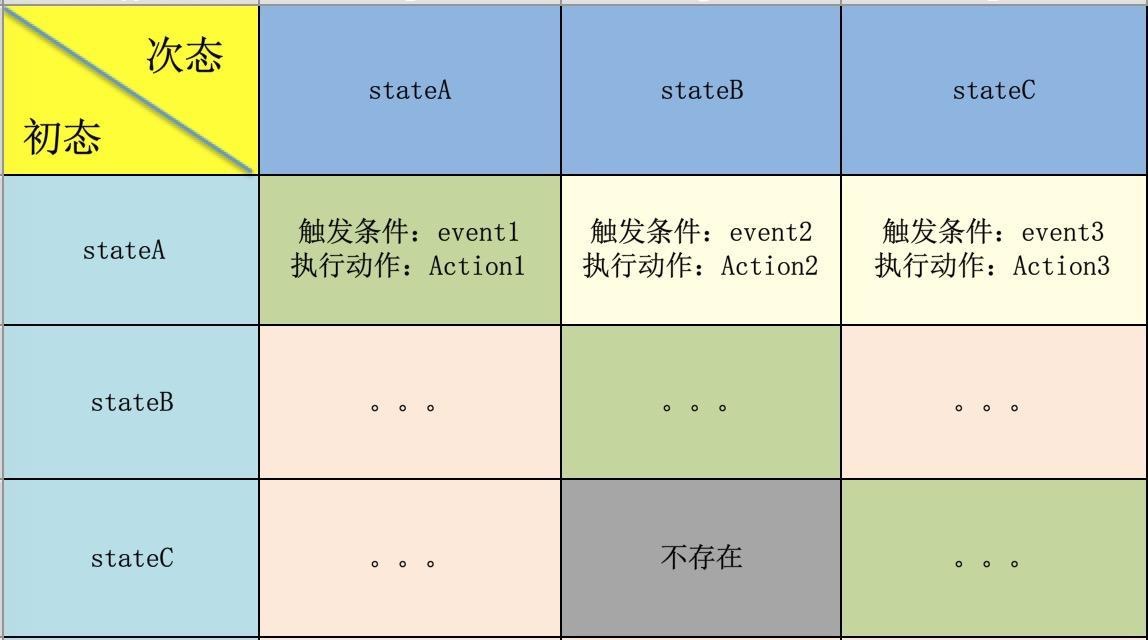 次态
初态
stateA
stateB
stateC
stateA
触发条件：event1
执行动作：Action1
触发条件：event2
执行动作：Action2
触发条件：event3
执行动作：Action3
stateB
。。。
。。。
。。。
stateC
。。。
不存在
。。。